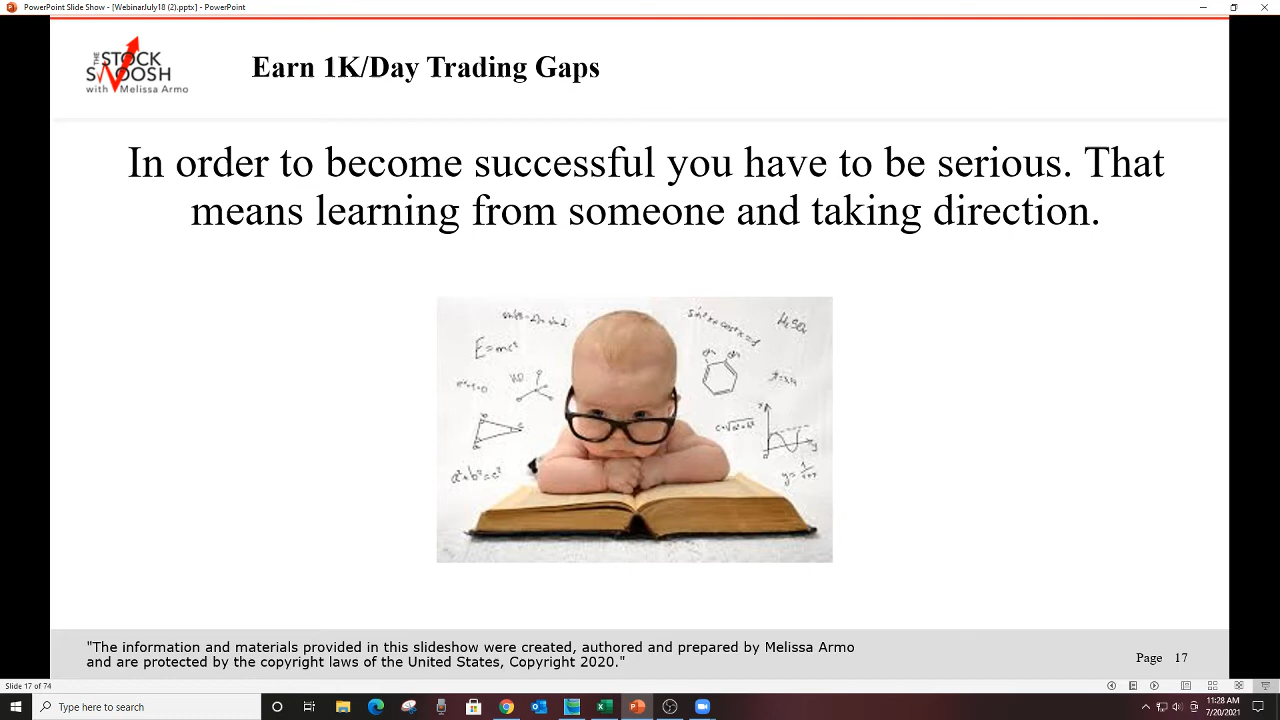 PowerPoint Slide Show - [WebinarJuly18 (2).pptx] - PowerPoint
THE
STOCK
SWOOSH
with Melissa Armo
Earn 1K/Day Trading Gaps
In order to become successful you have to be serious. That
means learning from someone and taking direction.
E=mc²
a²+b²=c²
"The information and materials provided in this slideshow were created, authored and prepared by Melissa Armo
and are protected by the copyright laws of the United States, Copyright 2020."
Page 17
Slide 17 of 74
Type here to search
11:28 AM
7/20/2021